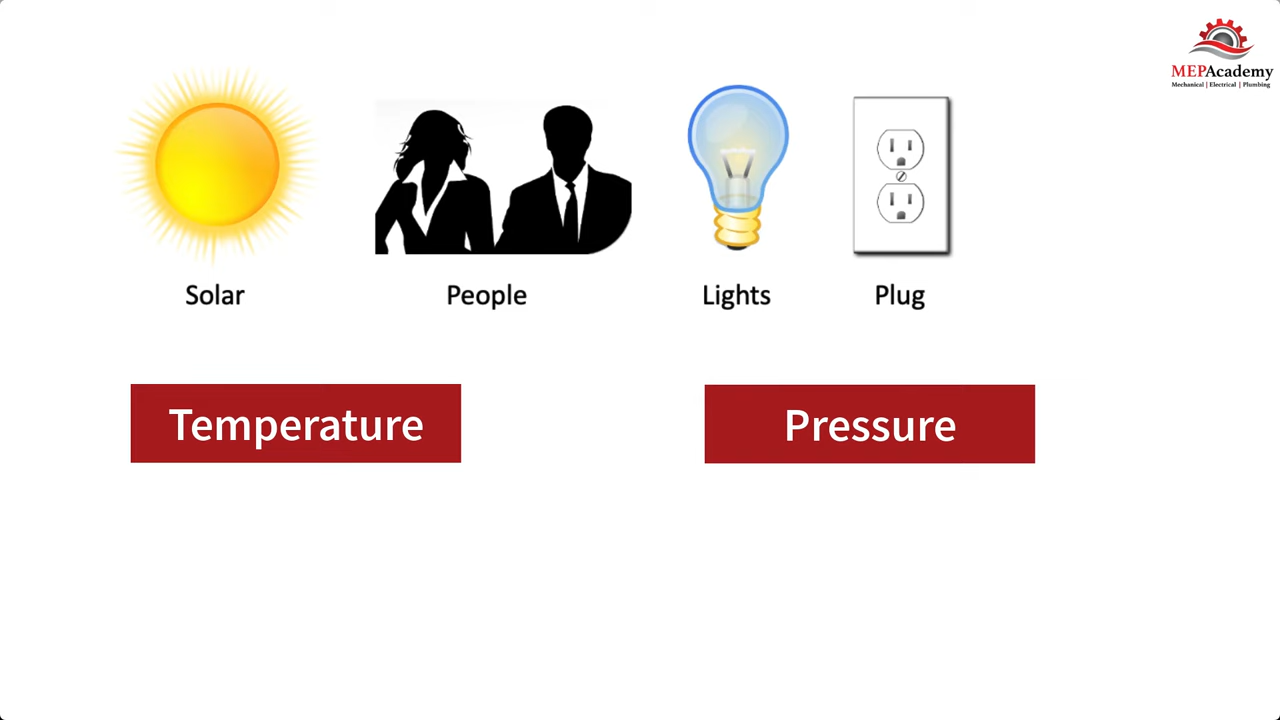 MEPAcademy
Mechanical | Electrical | Plumbing
Solar
People
Lights
Plug
Temperature
Pressure